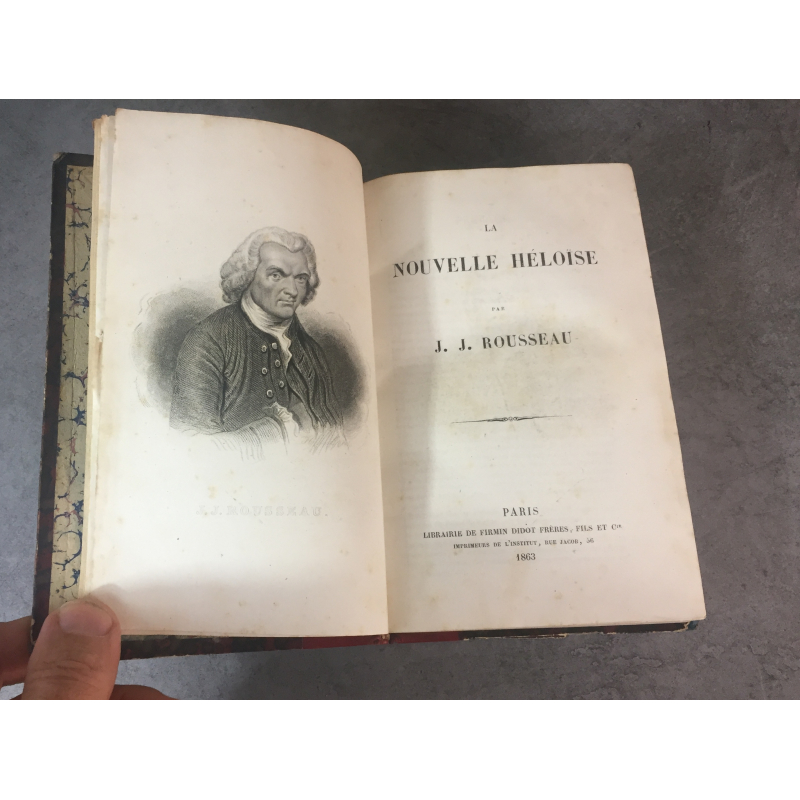 J. J. ROUSSEAU.
LA
NOUVELLE HÉLOÏSE
PAR
J. J. ROUSSEAU
PARIS
LIBRAIRIE DE FIRMIN DIDOT FRÈRES, FILS ET Cie
IMPRIMEURS DE L'INSTITUT, RUE JACOB, 56
1863